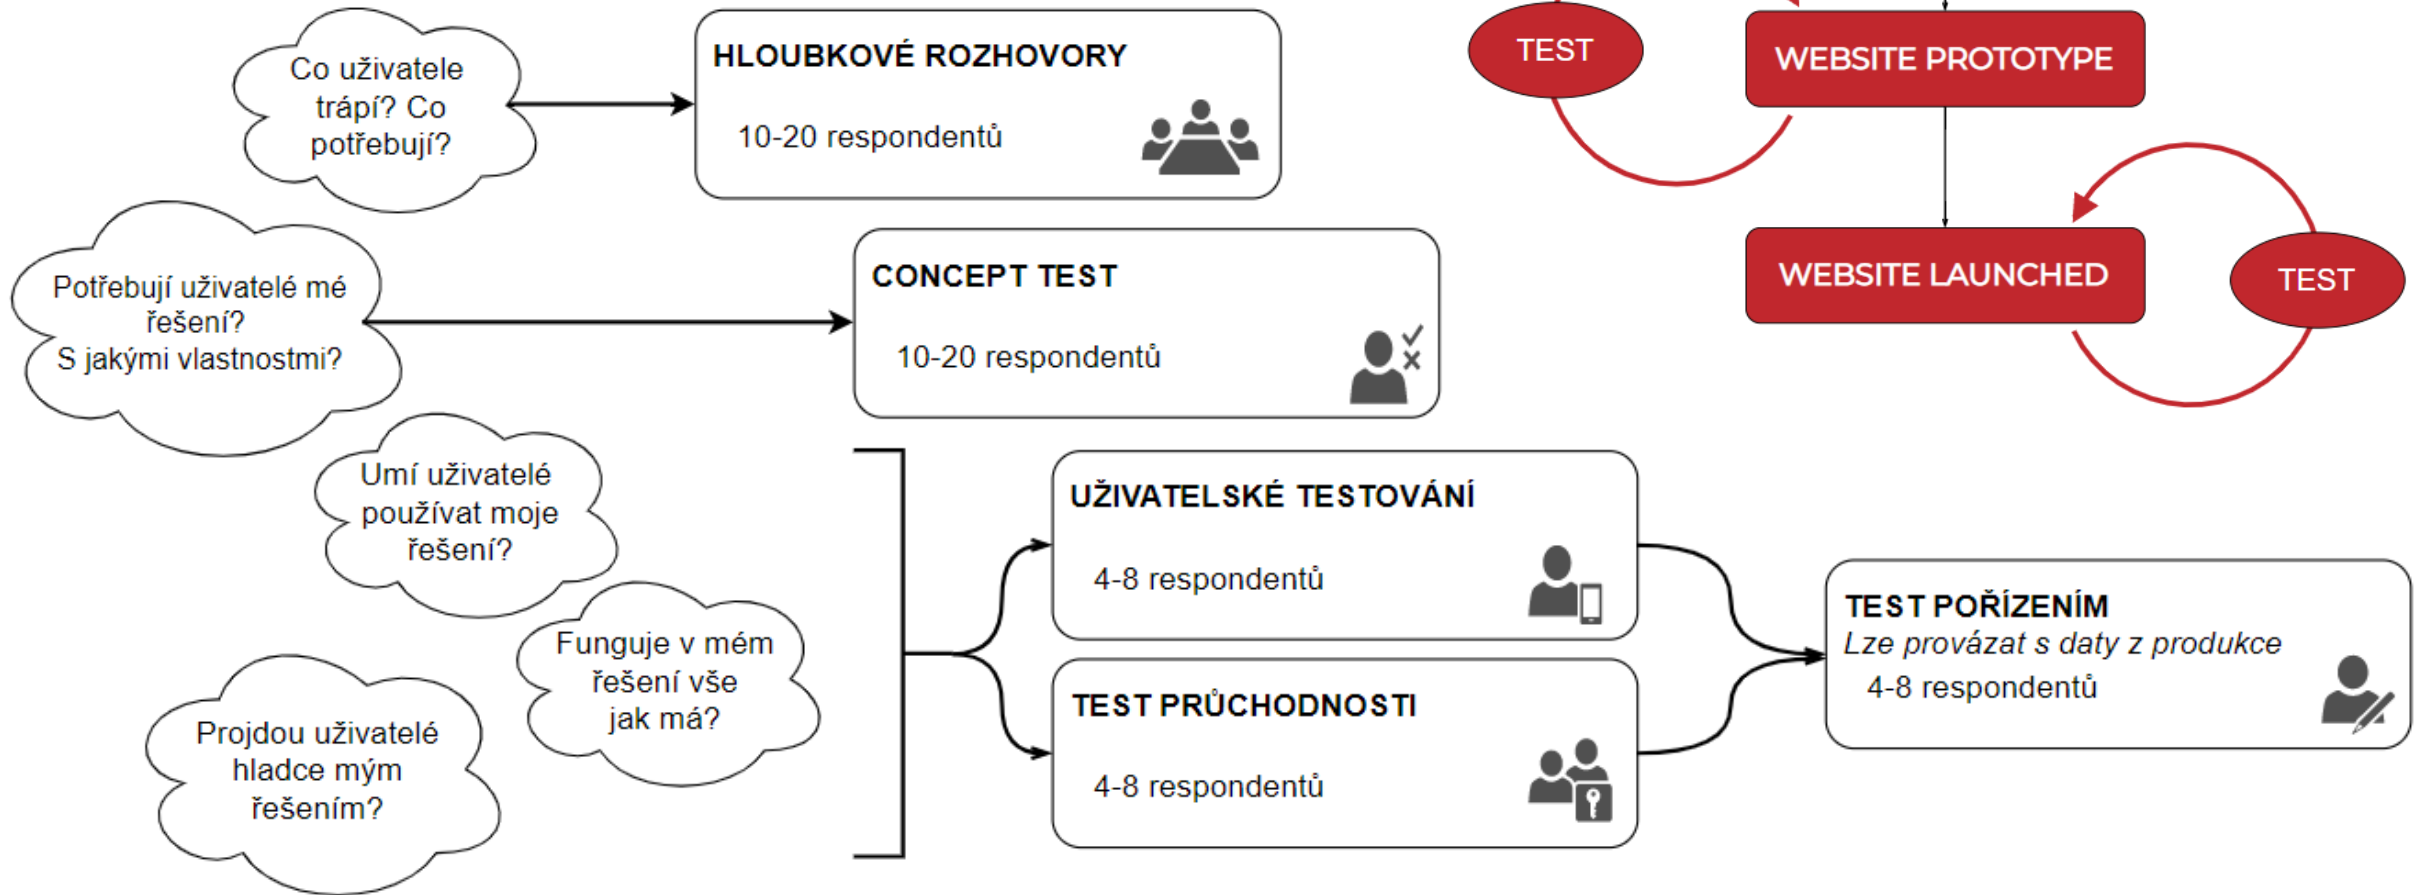 Co uživatele
trápí? Co
potřebují?
HLOUBKOVÉ ROZHOVORY
10-20 respondentů
TEST
WEBSITE PROTOTYPE
Potřebují uživatelé mé
řešení?
S jakými vlastnostmi?
CONCEPT TEST
10-20 respondentů
WEBSITE LAUNCHED
TEST
Umí uživatelé
používat moje
řešení?
Funguje v mém
řešení vše
jak má?
Projdou uživatelé
hladce mým
řešením?
UŽIVATELSKÉ TESTOVÁNÍ
4-8 respondentů
TEST PRŮCHODNOSTI
4-8 respondentů
TEST POŘÍZENÍM
Lze provázat s daty z produkce
4-8 respondentů